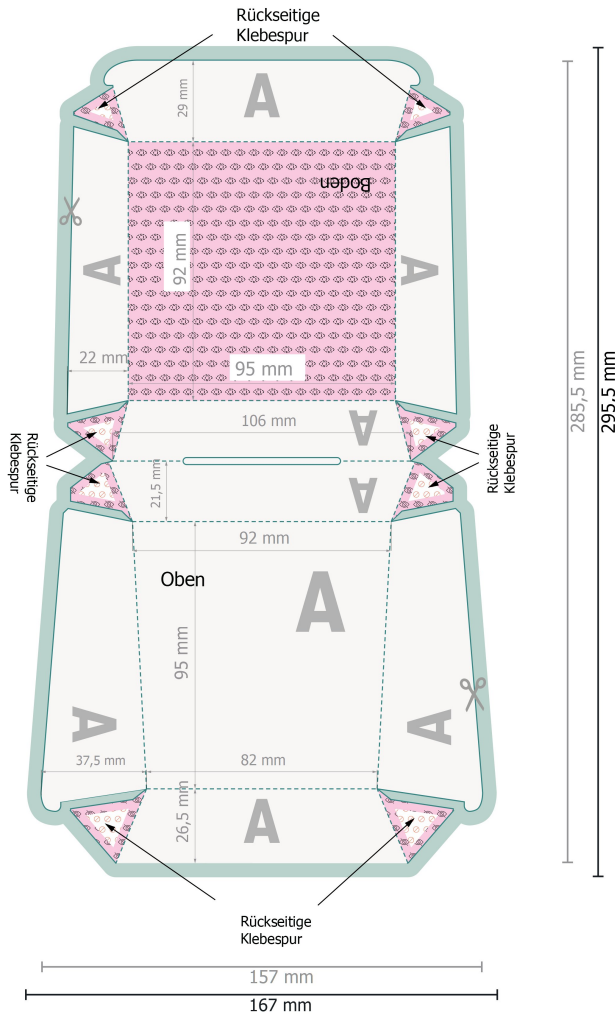 Rückseitige
Klebespur
29 mm
A
Boden
92 mm
A
A
95 mm
22 mm
285,5 mm
295.5 mm
106 mm
A
Rückseitige
Klebespur
Rückseitige
Klebespur
21,5 mm
A
92 mm
Oben
A
95 mm
A
A
37,5 mm
82 mm
26,5 mm
A
Rückseitige
Klebespur
157 mm
167 mm